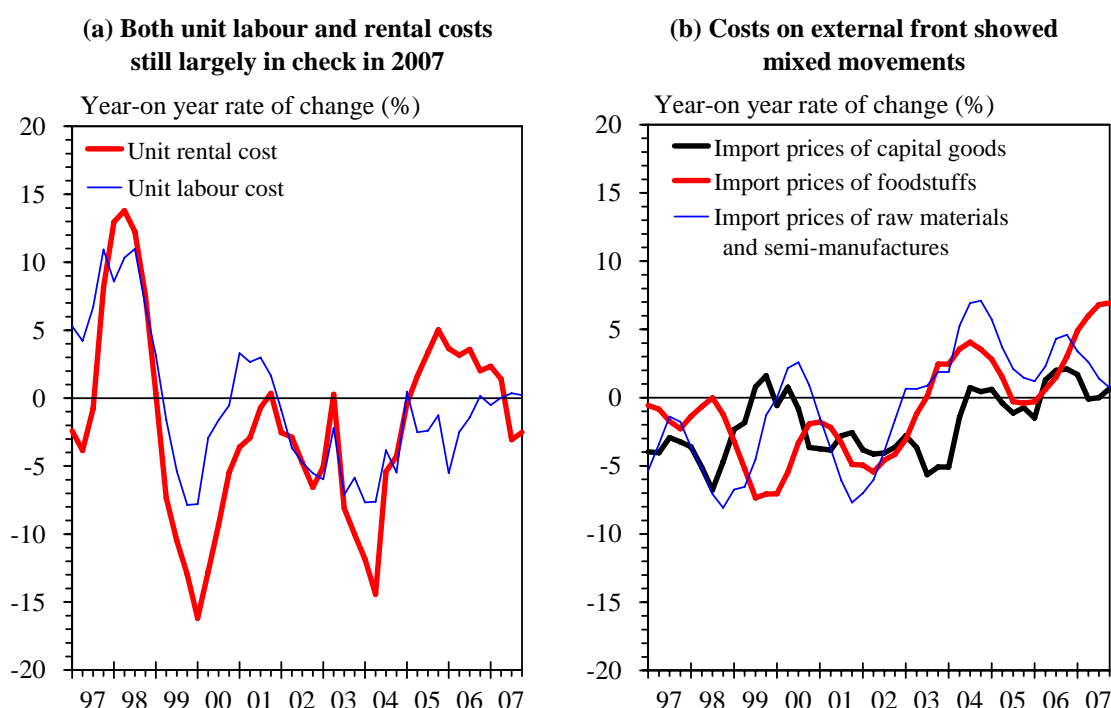 (a) Both unit labour and rental costs
still largely in check in 2007
Year-on year rate of change (%)
20
15
10
5
0
-5
-10
-15
-20
Unit rental cost
Unit labour cost
97 98 99 00 01 02 03 04 05 06 07
(b) Costs on external front showed
mixed movements
Year-on year rate of change (%)
20
15
10
5
0
-5
-10
-15
-20
Import prices of capital goods
Import prices of foodstuffs
Import prices of raw materials
and semi-manufactures
97 98 99 00 01 02 03 04 05 06 07